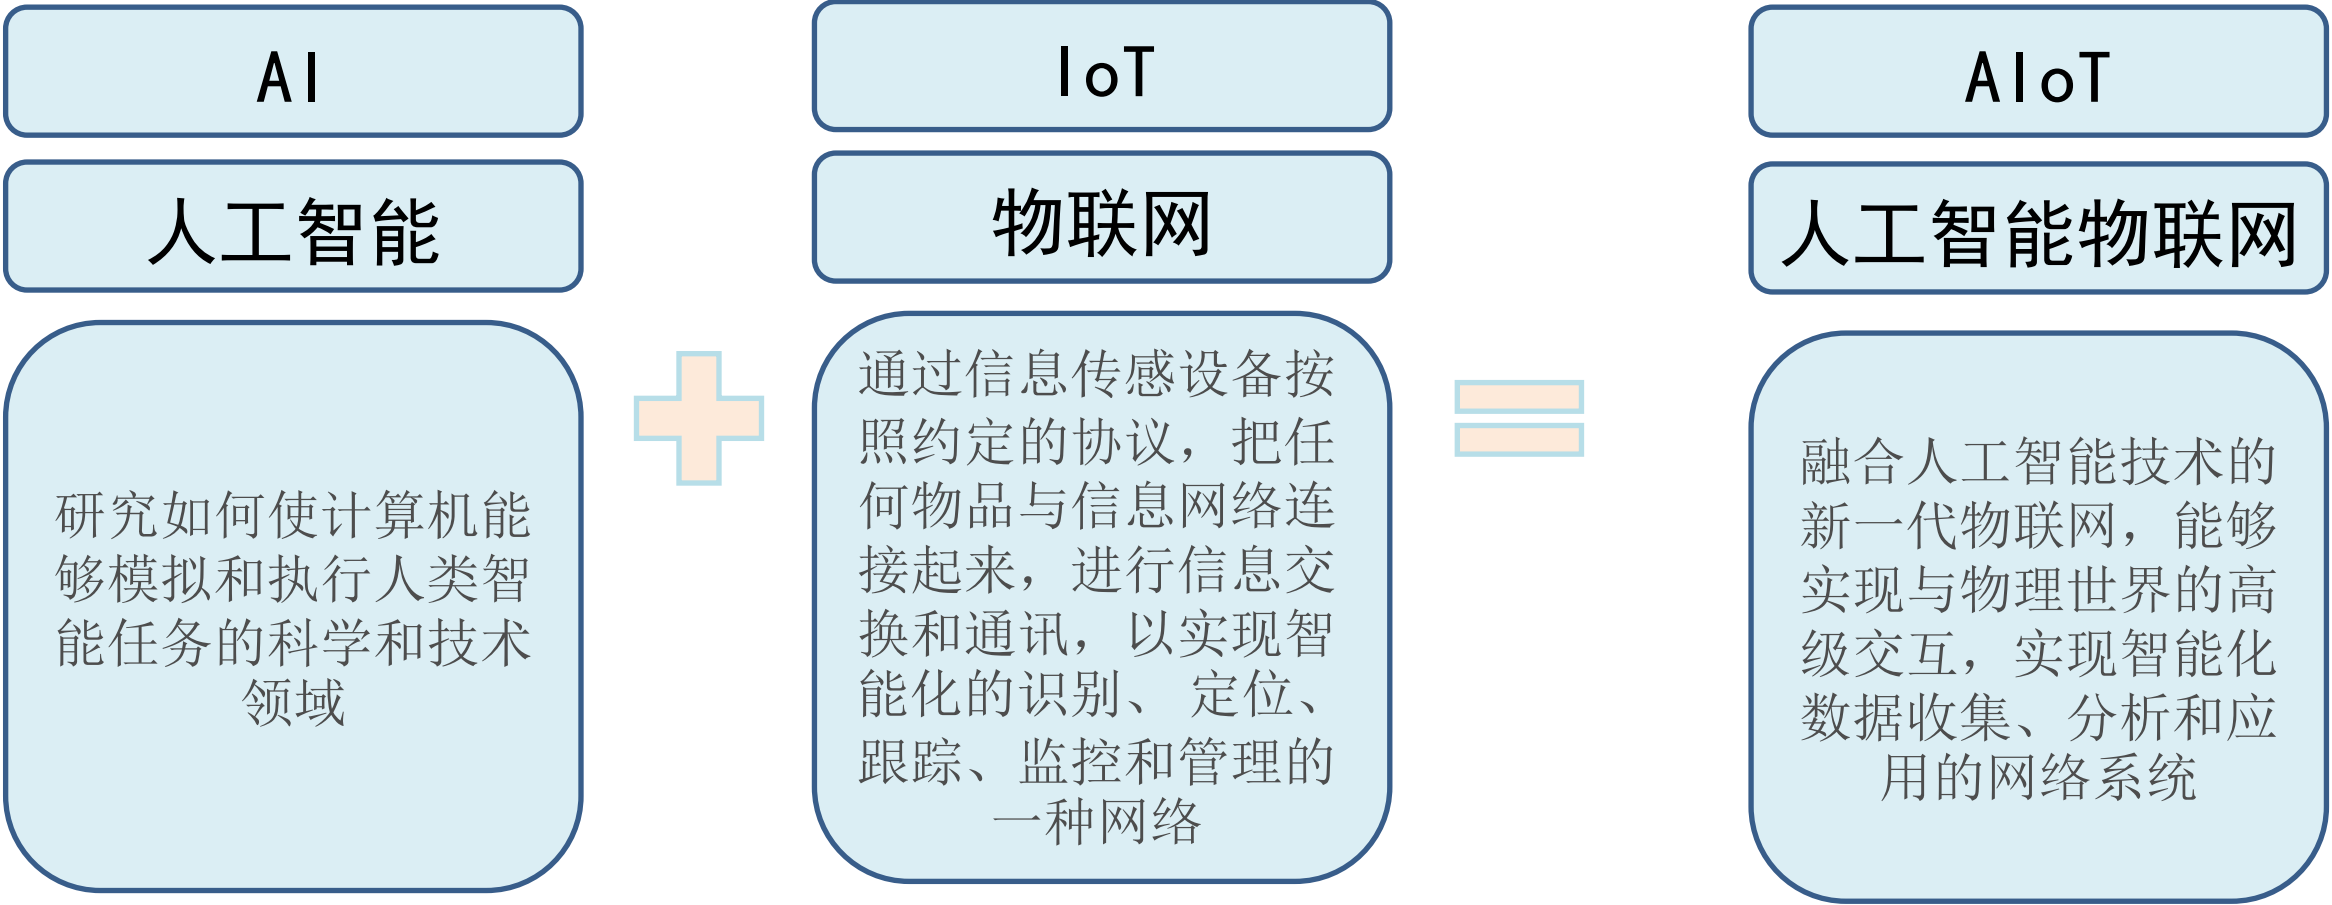 AI
人工智能
研究如何使计算机能
够模拟和执行人类智
能任务的科学和技术
领域
IoT
物联网
通过信息传感设备按
照约定的协议，把任
何物品与信息网络连
接起来，进行信息交
换和通讯，以实现智
能化的识别、 定位、
跟踪、监控和管理的
一种网络
AIoT
人工智能物联网
融合人工智能技术的
新一代物联网，能够
实现与物理世界的高
级交互，实现智能化
数据收集、分析和应
用的网络系统